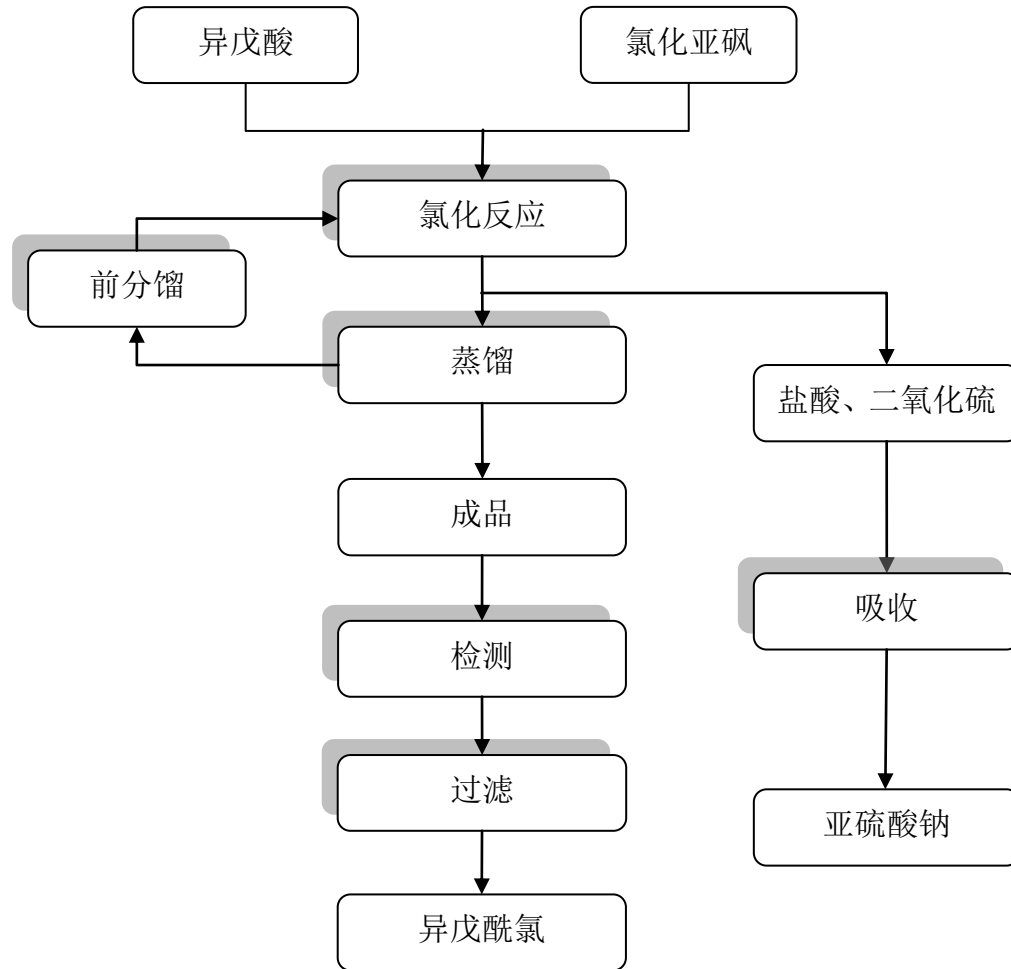 异戊酸
氯化亚砜
氯化反应
前分馏
蒸馏
盐酸、二氧化硫
成品
吸收
检测
过滤
亚硫酸钠
异戊酰氯